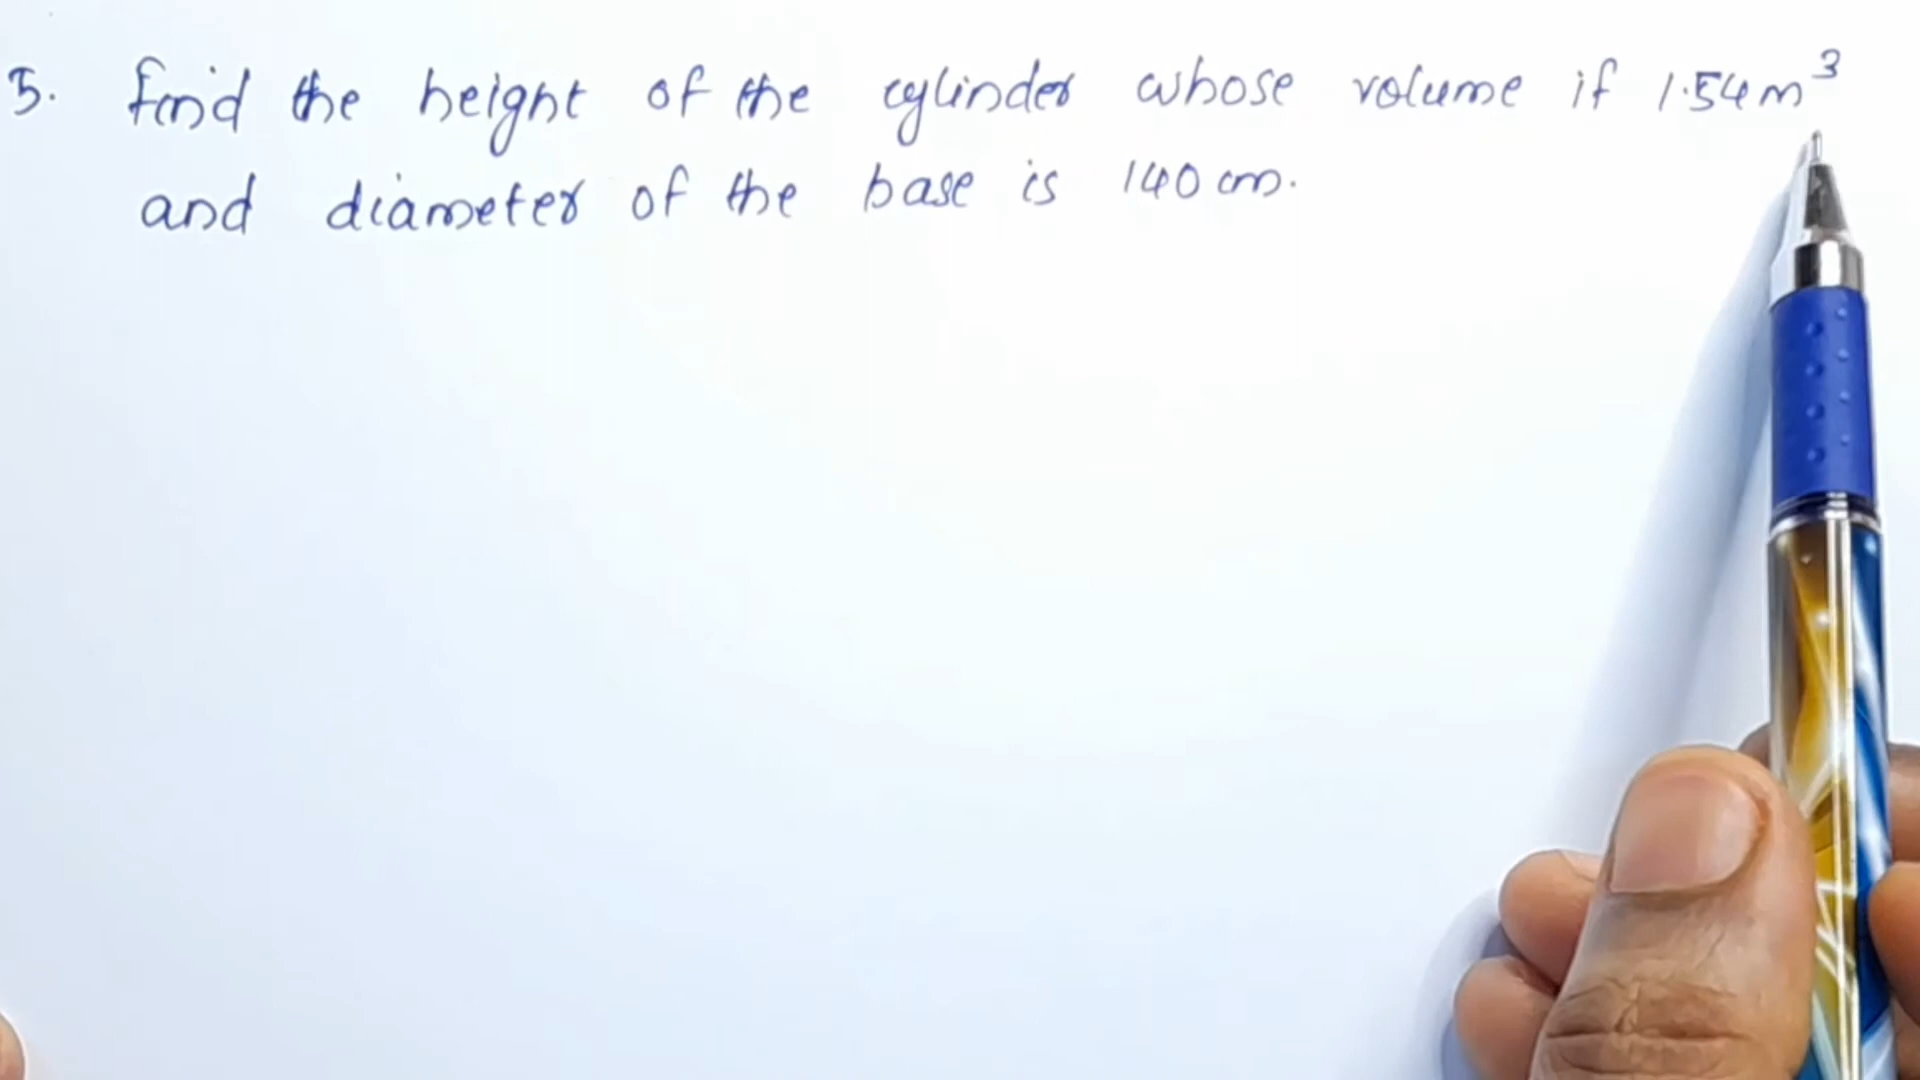 5. Find the height of the cylinder whose volume if 1.54m³
and diameter of the base is 140 cm.